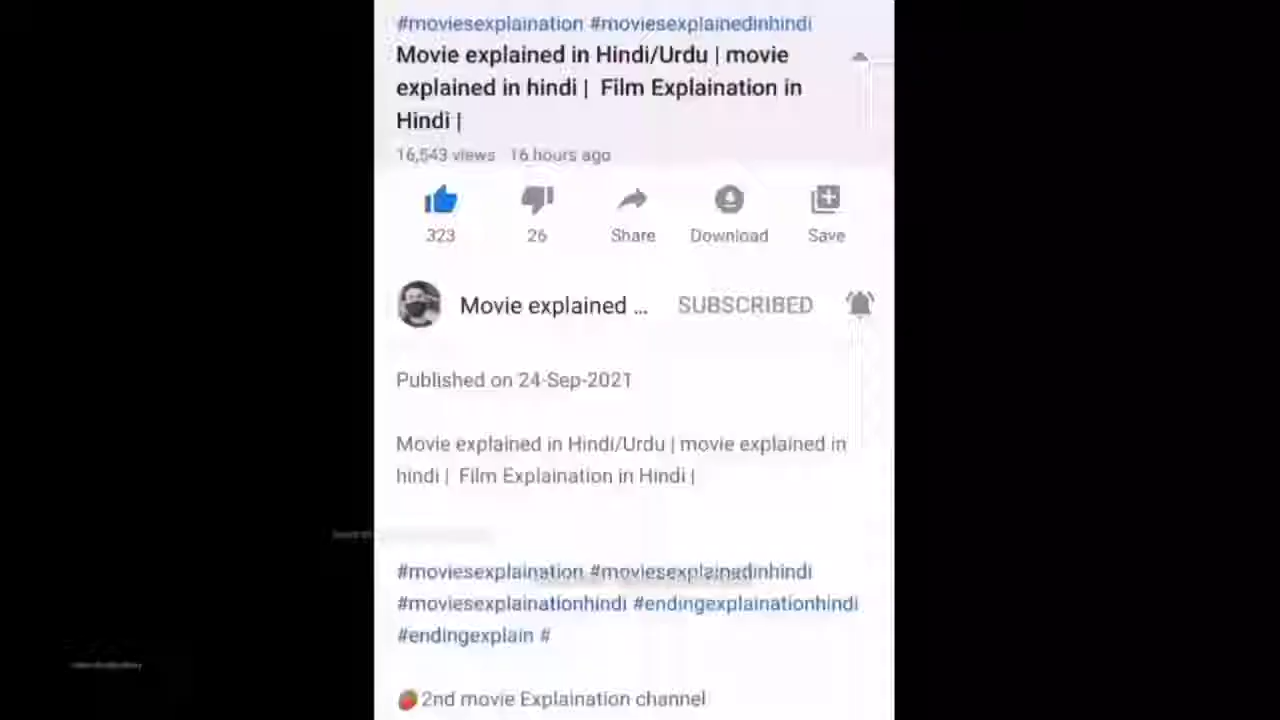 #moviesexplaination #moviesexplainedinhindi
Movie explained in Hindi/Urdu | movie
explained in hindi | Film Explaination in
Hindi |
16,543 views 16 hours ago
323 26 Share Download Save
Movie explained ... SUBSCRIBED
Published on 24-Sep-2021
Movie explained in Hindi/Urdu | movie explained in
hindi | Film Explaination in Hindi |
#moviesexplaination #moviesexplainedinhindi
#moviesexplainationhindi #endingexplainationhindi
#endingexplain #
2nd movie Explaination channel